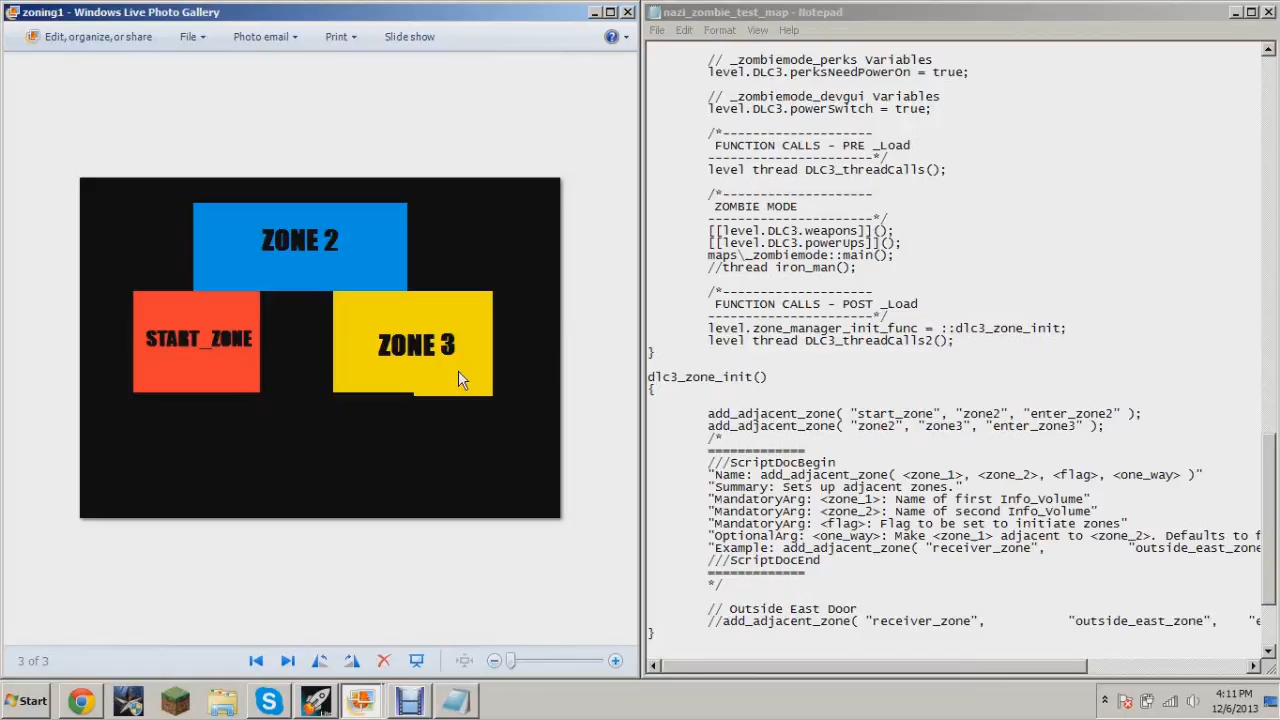 zoning1 - Windows Live Photo Gallery
Edit, organize, or share
File
Photo email
Print
Slide show
ZONE 2
START_ZONE
ZONE 3
3 of 3
nazi_zombie_test_map - Notepad
File Edit Format View Help
// _zombiemode_perks Variables
level.DLC3.perksNeedPowerOn = true;
// _zombiemode_devgui Variables
level.DLC3.powerSwitch = true;
/*--------------------
FUNCTION CALLS - PRE _Load
--------------------*/
level thread DLC3_threadCalls();
/*--------------------
ZOMBIE MODE
--------------------*/
[[level.DLC3.weapons]]();
[[level.DLC3.powerUps]]();
maps\_zombiemode::main();
//thread iron_man();
/*--------------------
FUNCTION CALLS - POST _Load
--------------------*/
level.zone_manager_init_func = ::dlc3_zone_init;
level thread DLC3_threadCalls2();
}
dlc3_zone_init()
{
add_adjacent_zone( "start_zone", "zone2", "enter_zone2" );
add_adjacent_zone( "zone2", "zone3", "enter_zone3" );
/*
=============
///ScriptDocBegin
"Name: add_adjacent_zone( <zone_1>, <zone_2>, <flag>, <one_way> )"
"Summary: Sets up adjacent zones."
"MandatoryArg: <zone_1>: Name of first Info_Volume"
"MandatoryArg: <zone_2>: Name of second Info_Volume"
"MandatoryArg: <flag>: Flag to be set to initiate zones"
"OptionalArg: <one_way>: Make <zone_1> adjacent to <zone_2>. Defaults to f
"Example: add_adjacent_zone( "receiver_zone", "outside_east_zone
///ScriptDocEnd
=============
*/
// Outside East Door
//add_adjacent_zone( "receiver_zone", "outside_east_zone", "e
}
Start
4:11 PM
12/6/2013